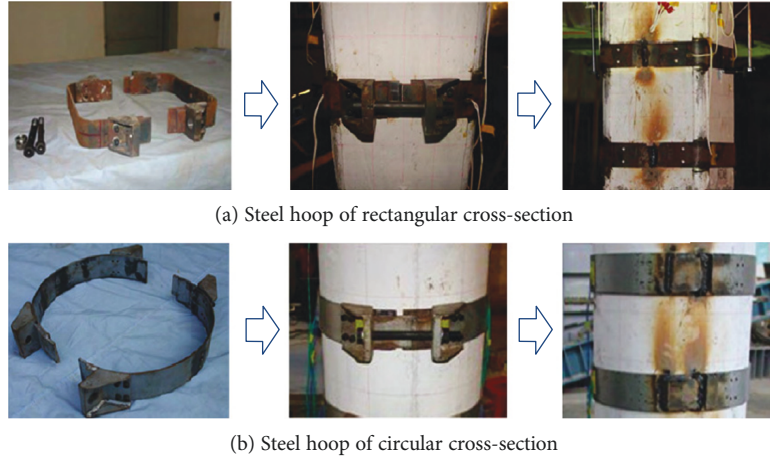 (a) Steel hoop of rectangular cross-section
(b) Steel hoop of circular cross-section